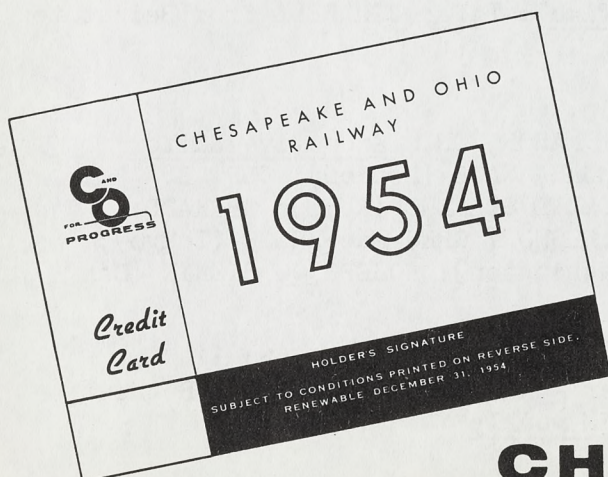 CHESAPEAKE AND OHIO
RAILWAY
1954
C AND O
FOR PROGRESS
Credit
Card
HOLDER'S SIGNATURE
SUBJECT TO CONDITIONS PRINTED ON REVERSE SIDE.
RENEWABLE DECEMBER 31, 1954
CH